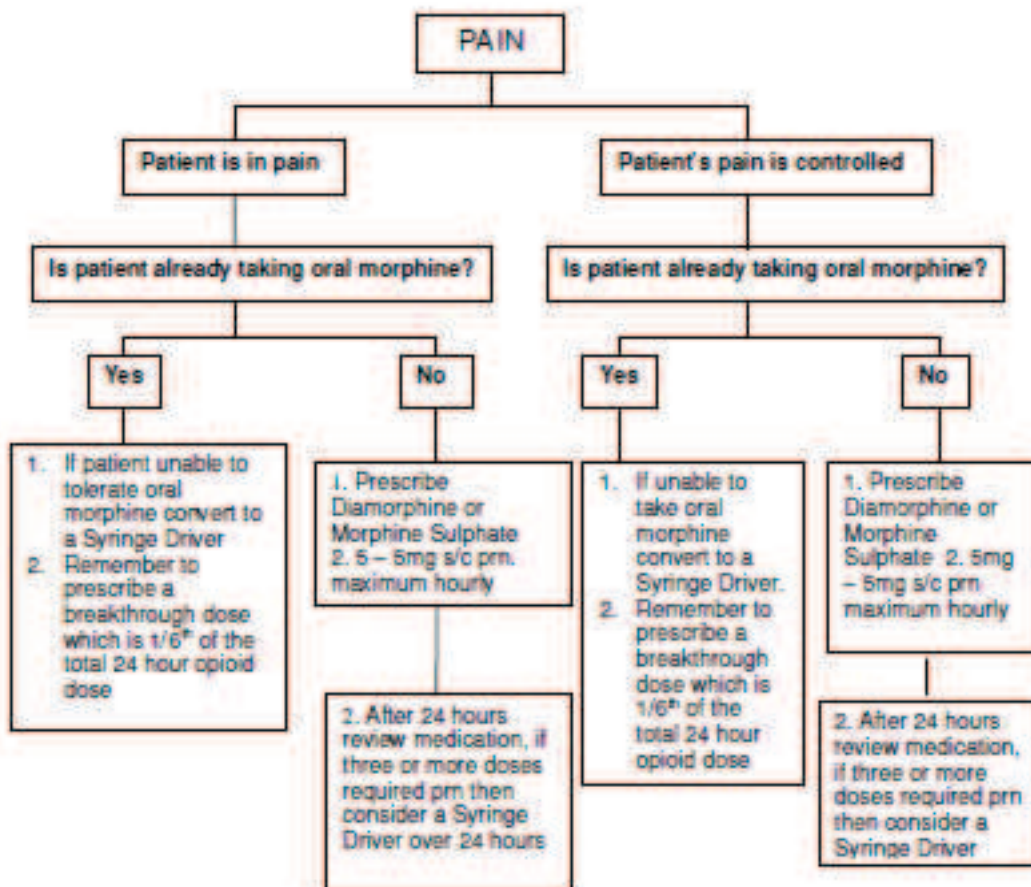 PAIN
Patient is in pain
Patient's pain is controlled
Is patient already taking oral morphine?
Is patient already taking oral morphine?
Yes
No
Yes
No
1. If patient unable to
tolerate oral
morphine convert to
a Syringe Driver
2. Remember to
prescribe a
breakthrough dose
which is 1/6th of the
total 24 hour opioid
dose
1. Prescribe
Diamorphine or
Morphine Sulphate
2. 5 – 5mg s/c prn.
maximum hourly
1. If unable to
take oral
morphine
convert to a
Syringe Driver.
2. Remember to
prescribe a
breakthrough
dose which is
1/6th of the
total 24 hour
opioid dose
1. Prescribe
Diamorphine or
Morphine
Sulphate 2. 5mg
– 5mg s/c prn
maximum hourly
2. After 24 hours
review medication, if
three or more doses
required prn then
consider a Syringe
Driver over 24 hours
2. After 24 hours
review medication,
if three or more
doses required prn
then consider a
Syringe Driver